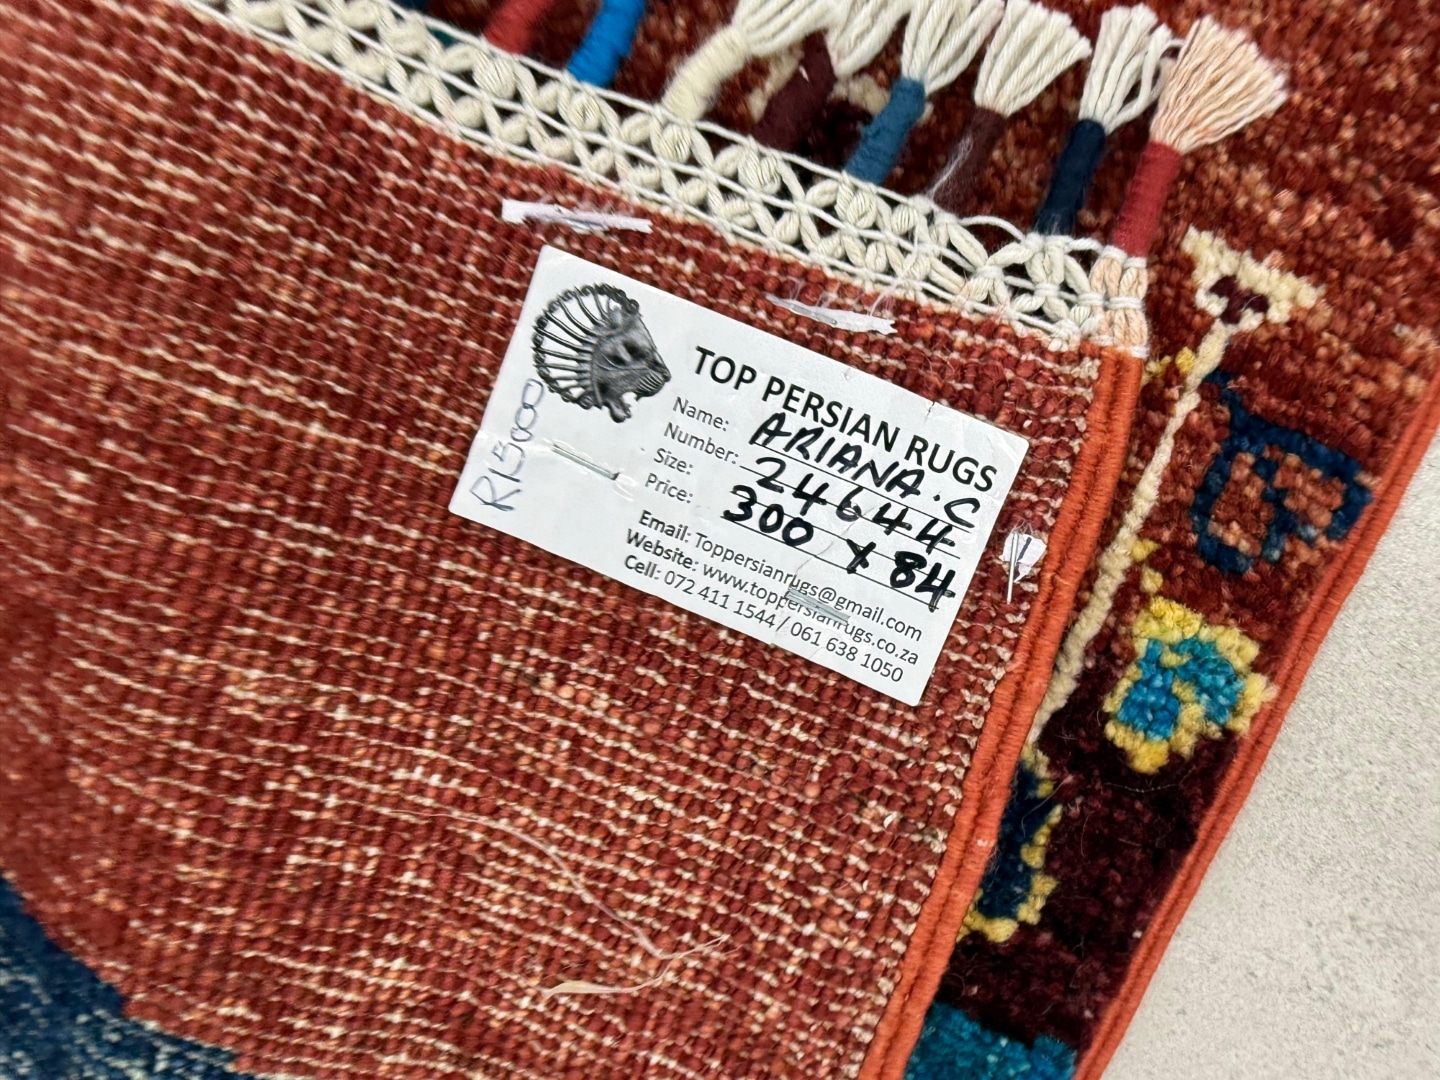 TOP PERSIAN RUGS
Name: ARIANA.C
Number: 24644
Size: 300 x 84
Price:
Email: Toppersianrugs@gmail.com
Website: www.toppersianrugs.co.za
Cell: 072 411 1544 / 061 638 1050
R15000